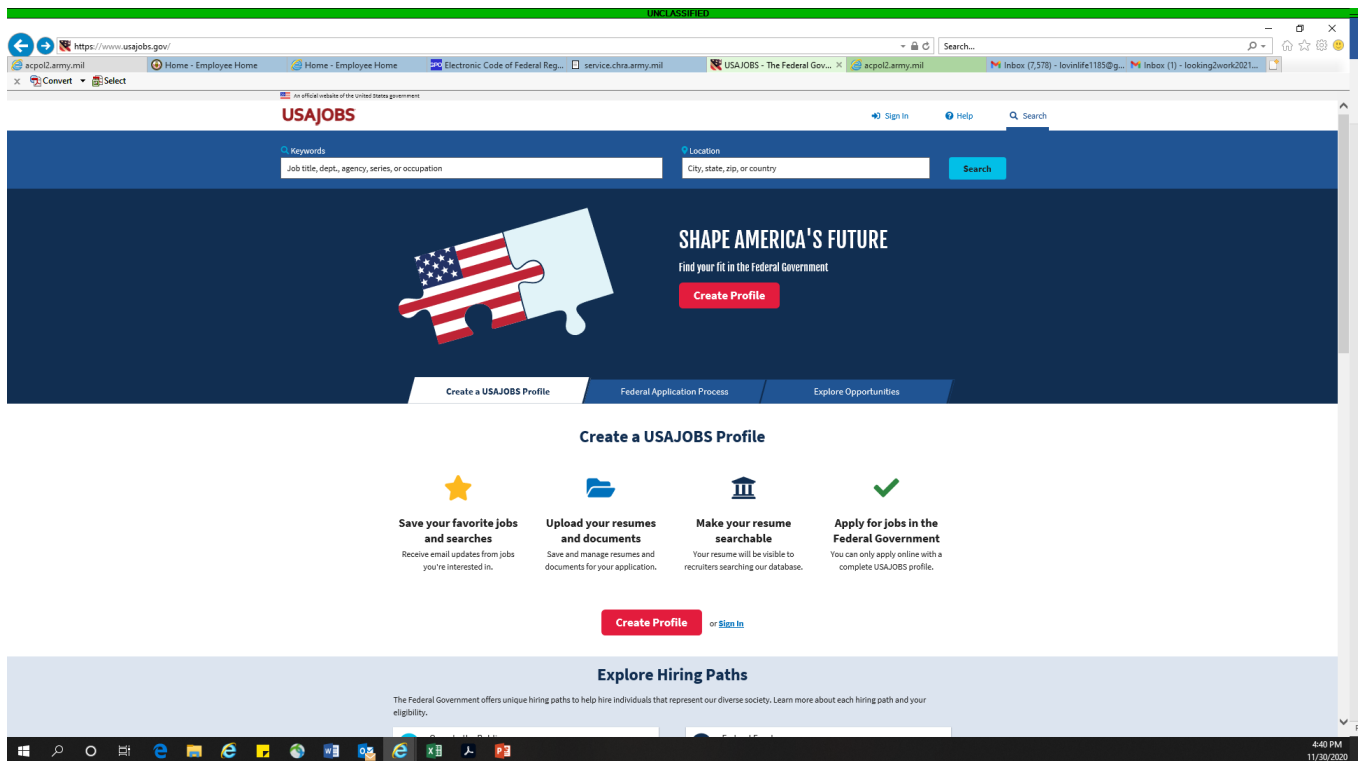 UNCLASSIFIED
https://www.usajobs.gov/
Search...
acpol2.army.mil
Home - Employee Home
Home - Employee Home
Electronic Code of Federal Reg...
service.chra.army.mil
USAJOBS - The Federal Gov...
acpol2.army.mil
Inbox (7,578) - lovinlife1185@g...
Inbox (1) - looking2work2021...
x Convert Select
An official website of the United States government
USAJOBS
Sign In
Help
Search
Keywords
Location
Job title, dept., agency, series, or occupation
City, state, zip, or country
Search
SHAPE AMERICA'S FUTURE
Find your fit in the Federal Government
Create Profile
Create a USAJOBS Profile
Federal Application Process
Explore Opportunities
Create a USAJOBS Profile
Save your favorite jobs
and searches
Receive email updates from jobs
you're interested in.
Upload your resumes
and documents
Save and manage resumes and
documents for your application.
Make your resume
searchable
Your resume will be visible to
recruiters searching our database.
Apply for jobs in the
Federal Government
You can only apply online with a
complete USAJOBS profile.
Create Profile
or Sign In
Explore Hiring Paths
The Federal Government offers unique hiring paths to help hire individuals that represent our diverse society. Learn more about each hiring path and your
eligibility.
4:40 PM
11/30/2020